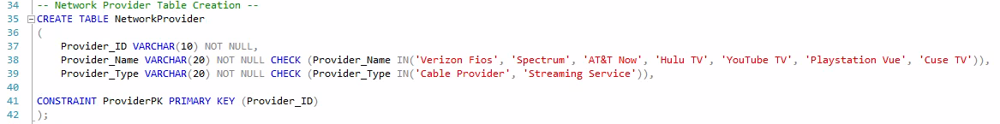 34 -- Network Provider Table Creation --
35 CREATE TABLE NetworkProvider
36 (
37 Provider_ID VARCHAR(10) NOT NULL,
38 Provider_Name VARCHAR(20) NOT NULL CHECK (Provider_Name IN('Verizon Fios', 'Spectrum', 'AT&T Now', 'Hulu TV', 'YouTube TV', 'Playstation Vue', 'Cuse TV')),
39 Provider_Type VARCHAR(20) NOT NULL CHECK (Provider_Type IN('Cable Provider', 'Streaming Service')),
40
41 CONSTRAINT ProviderPK PRIMARY KEY (Provider_ID)
42 );